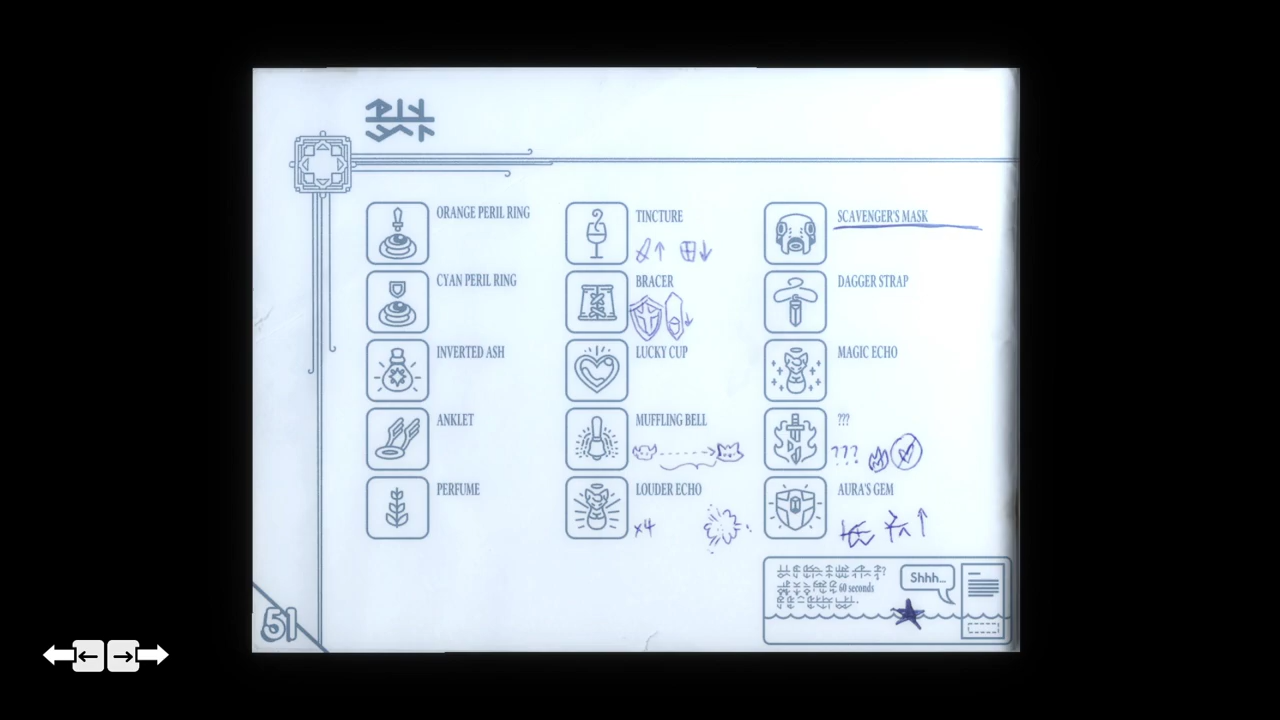 ORANGE PERIL RING
CYAN PERIL RING
INVERTED ASH
ANKLET
PERFUME
TINCTURE
BRACER
LUCKY CUP
MUFFLING BELL
LOUDER ECHO
x4
SCAVENGER'S MASK
DAGGER STRAP
MAGIC ECHO
???
???
AURA'S GEM
?
60 seconds
Shhh...
51